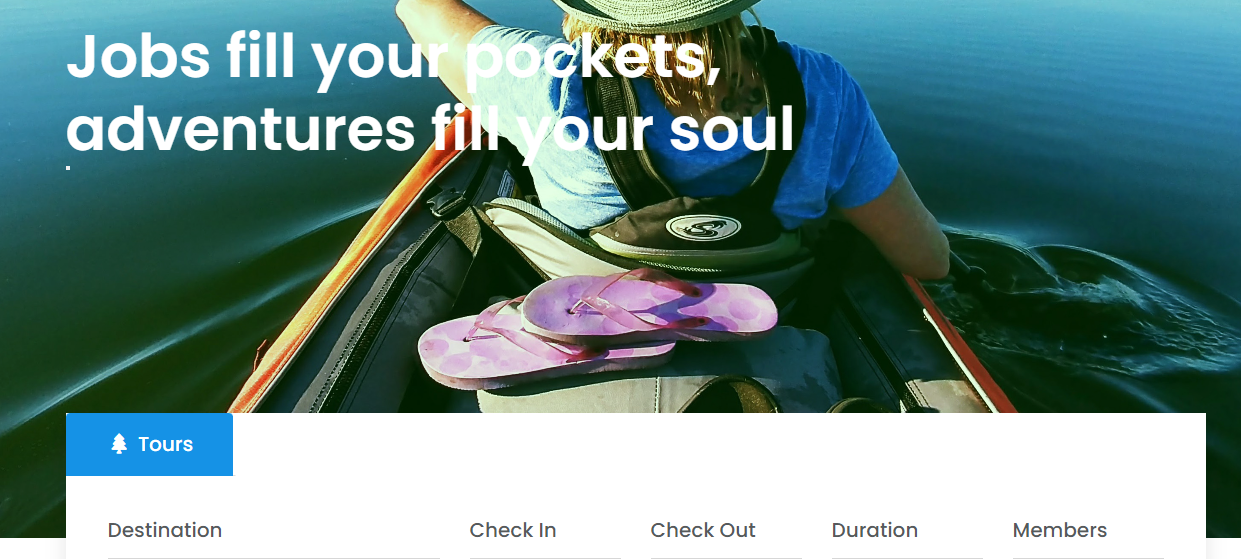 Jobs fill your pockets,
adventures fill your soul
.
Tours
Destination
Check In
Check Out
Duration
Members